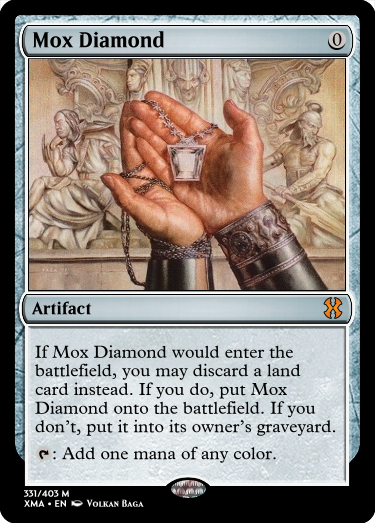 Mox Diamond 0
Artifact
If Mox Diamond would enter the
battlefield, you may discard a land
card instead. If you do, put Mox
Diamond onto the battlefield. If you
don't, put it into its owner's graveyard.
: Add one mana of any color.
331/403 M
XMA • EN Volkan Baga